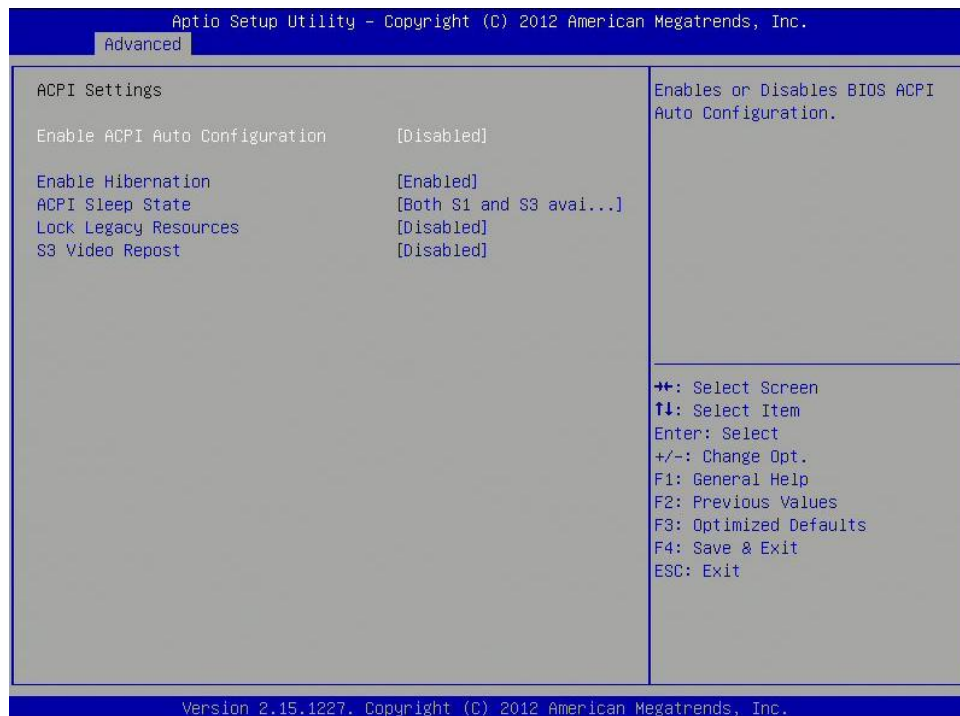 Aptio Setup Utility – Copyright (C) 2012 American Megatrends, Inc.
Advanced
ACPI Settings
Enable ACPI Auto Configuration [Disabled]
Enable Hibernation [Enabled]
ACPI Sleep State [Both S1 and S3 avai...]
Lock Legacy Resources [Disabled]
S3 Video Repost [Disabled]
Enables or Disables BIOS ACPI
Auto Configuration.
→←: Select Screen
↑↓: Select Item
Enter: Select
+/-: Change Opt.
F1: General Help
F2: Previous Values
F3: Optimized Defaults
F4: Save & Exit
ESC: Exit
Version 2.15.1227. Copyright (C) 2012 American Megatrends, Inc.